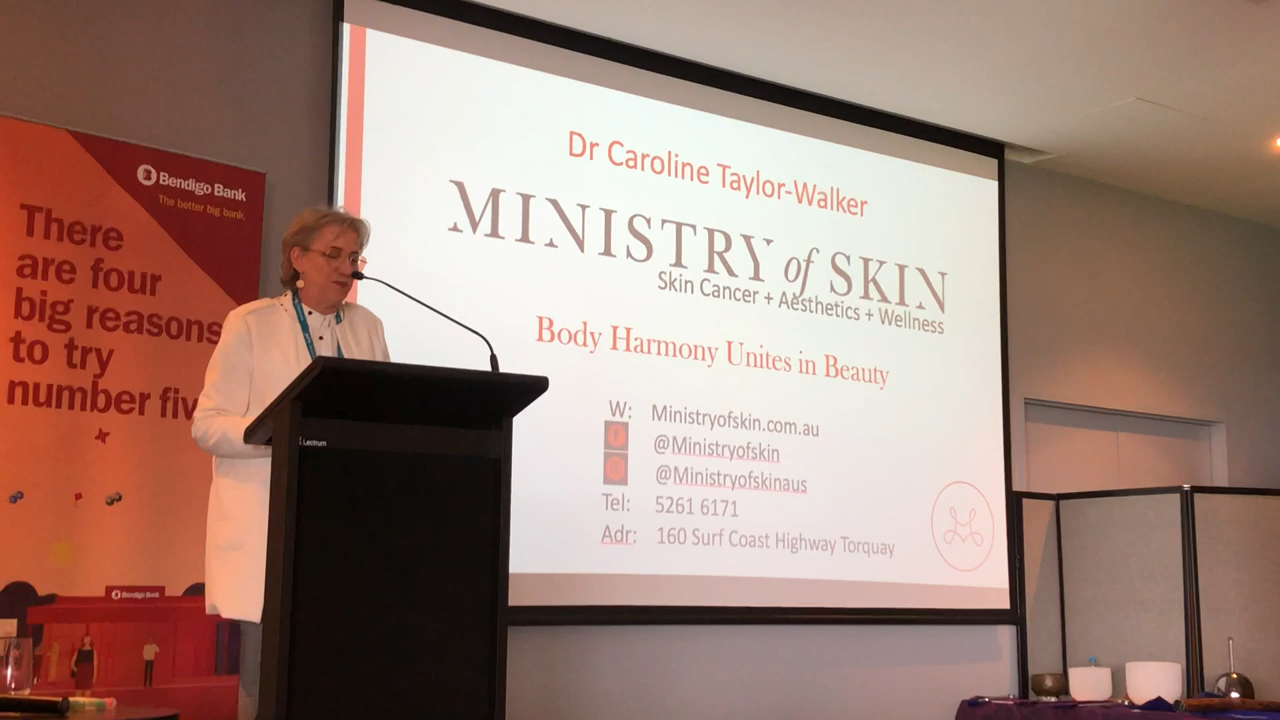 Bendigo Bank
The better big bank.
There
are four
big reasons
to try
number fiv
Bendigo Bank
Lectrum
Dr Caroline Taylor-Walker
MINISTRY of SKIN
Skin Cancer + Aesthetics + Wellness
Body Harmony Unites in Beauty
W: Ministryofskin.com.au
@Ministryofskin
@Ministryofskinaus
Tel: 5261 6171
Adr: 160 Surf Coast Highway Torquay